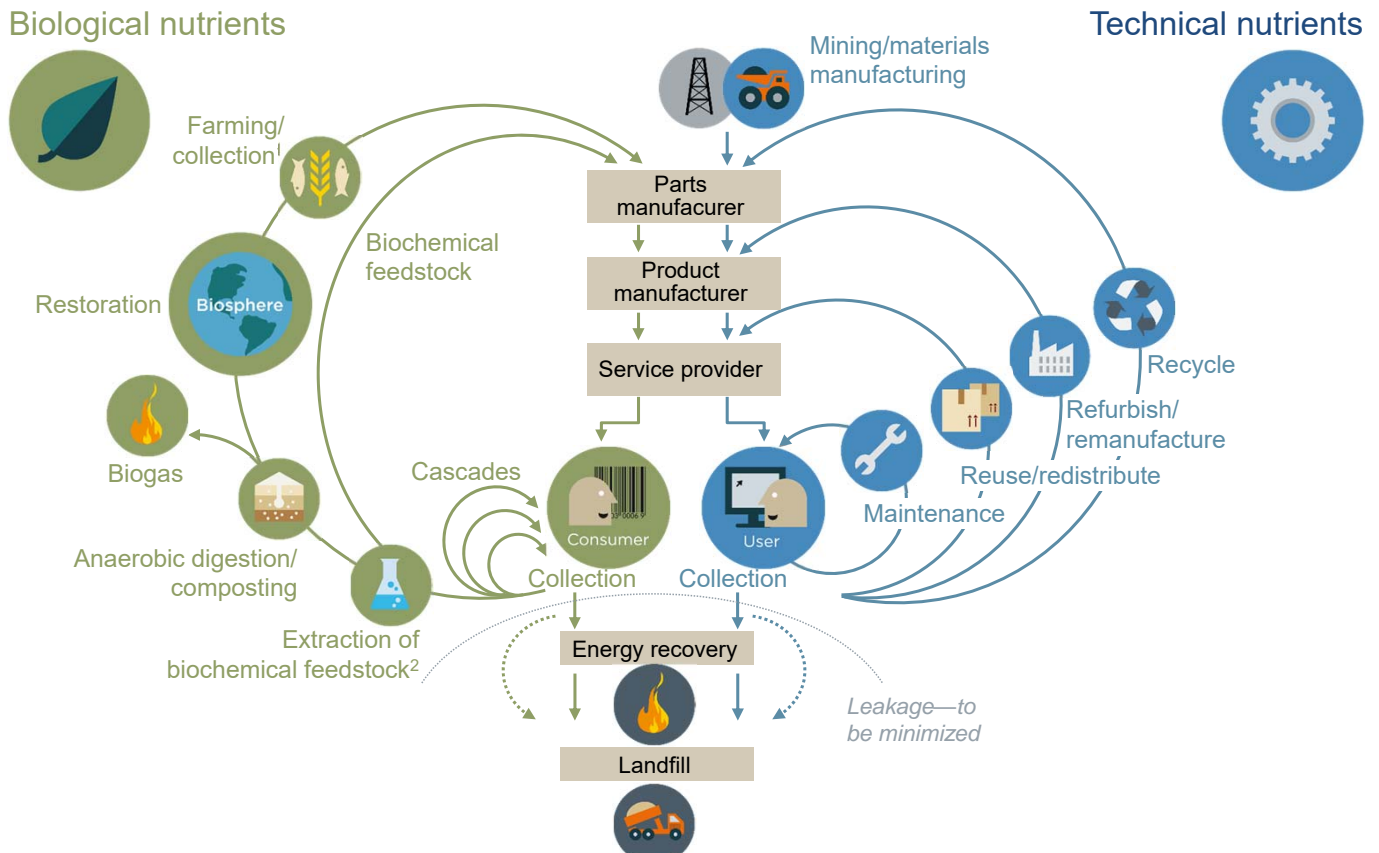 Biological nutrients
Technical nutrients
Mining/materials
manufacturing
Farming/
collection1
Parts
manufacurer
Biochemical
feedstock
Product
manufacturer
Restoration
Biosphere
Service provider
Recycle
Refurbish/
remanufacture
Biogas
Cascades
Reuse/redistribute
Maintenance
Consumer
User
Anaerobic digestion/
composting
Collection
Collection
Extraction of
biochemical feedstock2
Energy recovery
Leakage—to
be minimized
Landfill